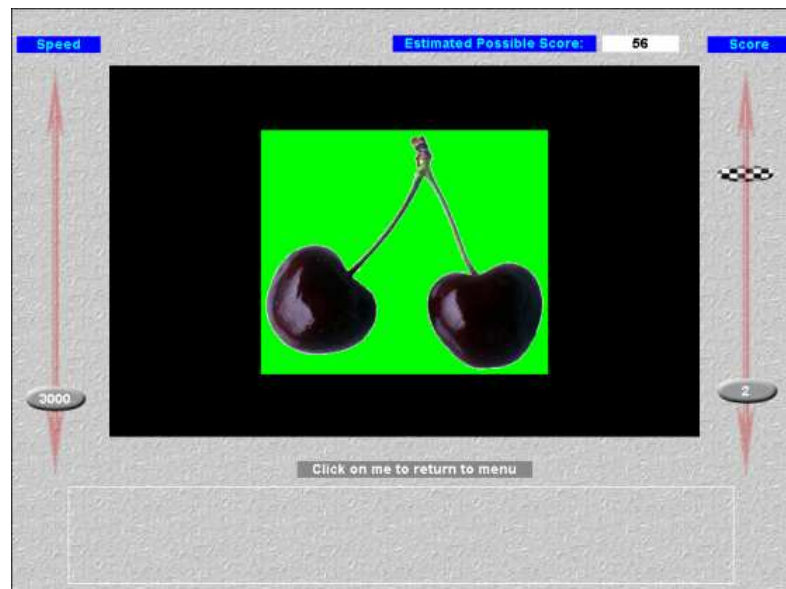 Speed
Estimated Possible Score: 56
Score
3000
2
Click on me to return to menu